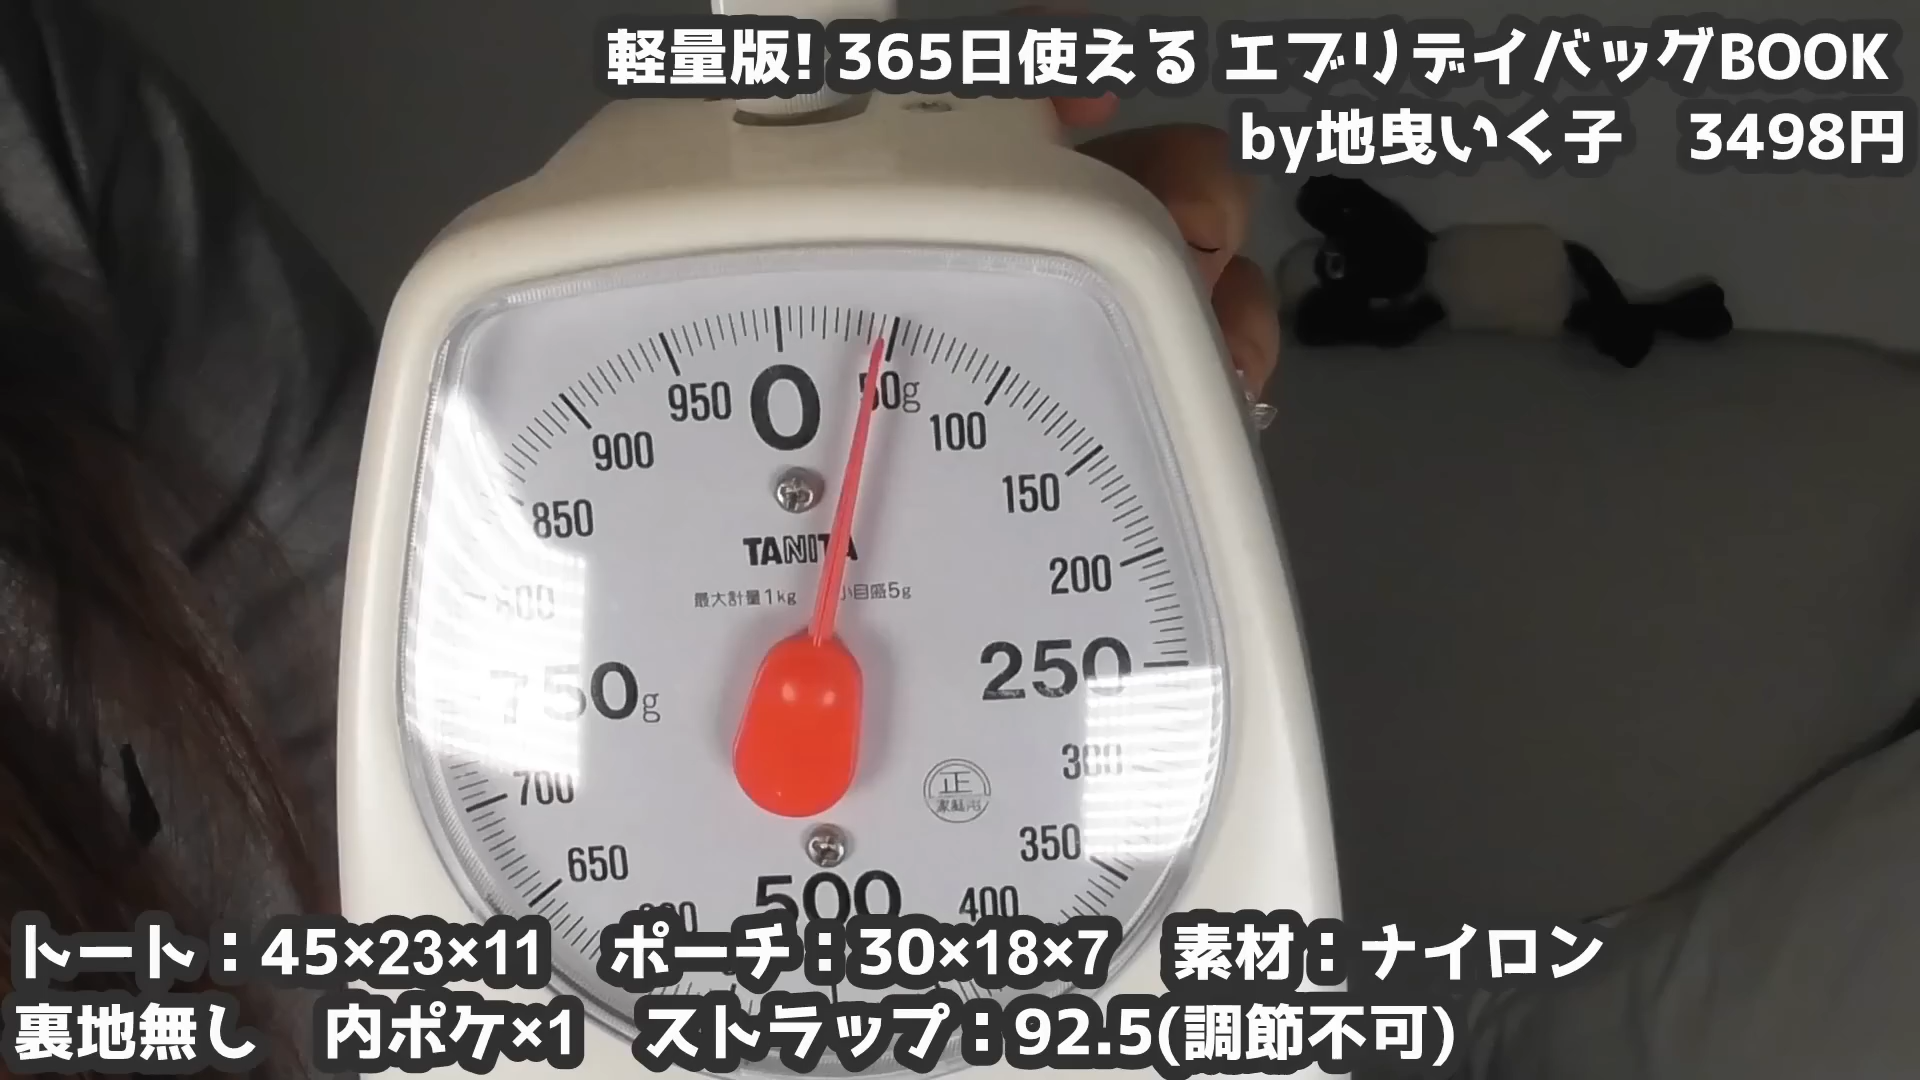 軽量版! 365日使える エブリデイバッグBOOK
by地曳いく子　3498円
0
50g
100
150
200
250
300
350
400
500
650
700
750g
850
900
950
TANITA
最大計量1kg 小目盛5g
正
家庭用
トート：45×23×11　ポーチ：30×18×7　素材：ナイロン
裏地無し　内ポケ×1　ストラップ：92.5(調節不可)